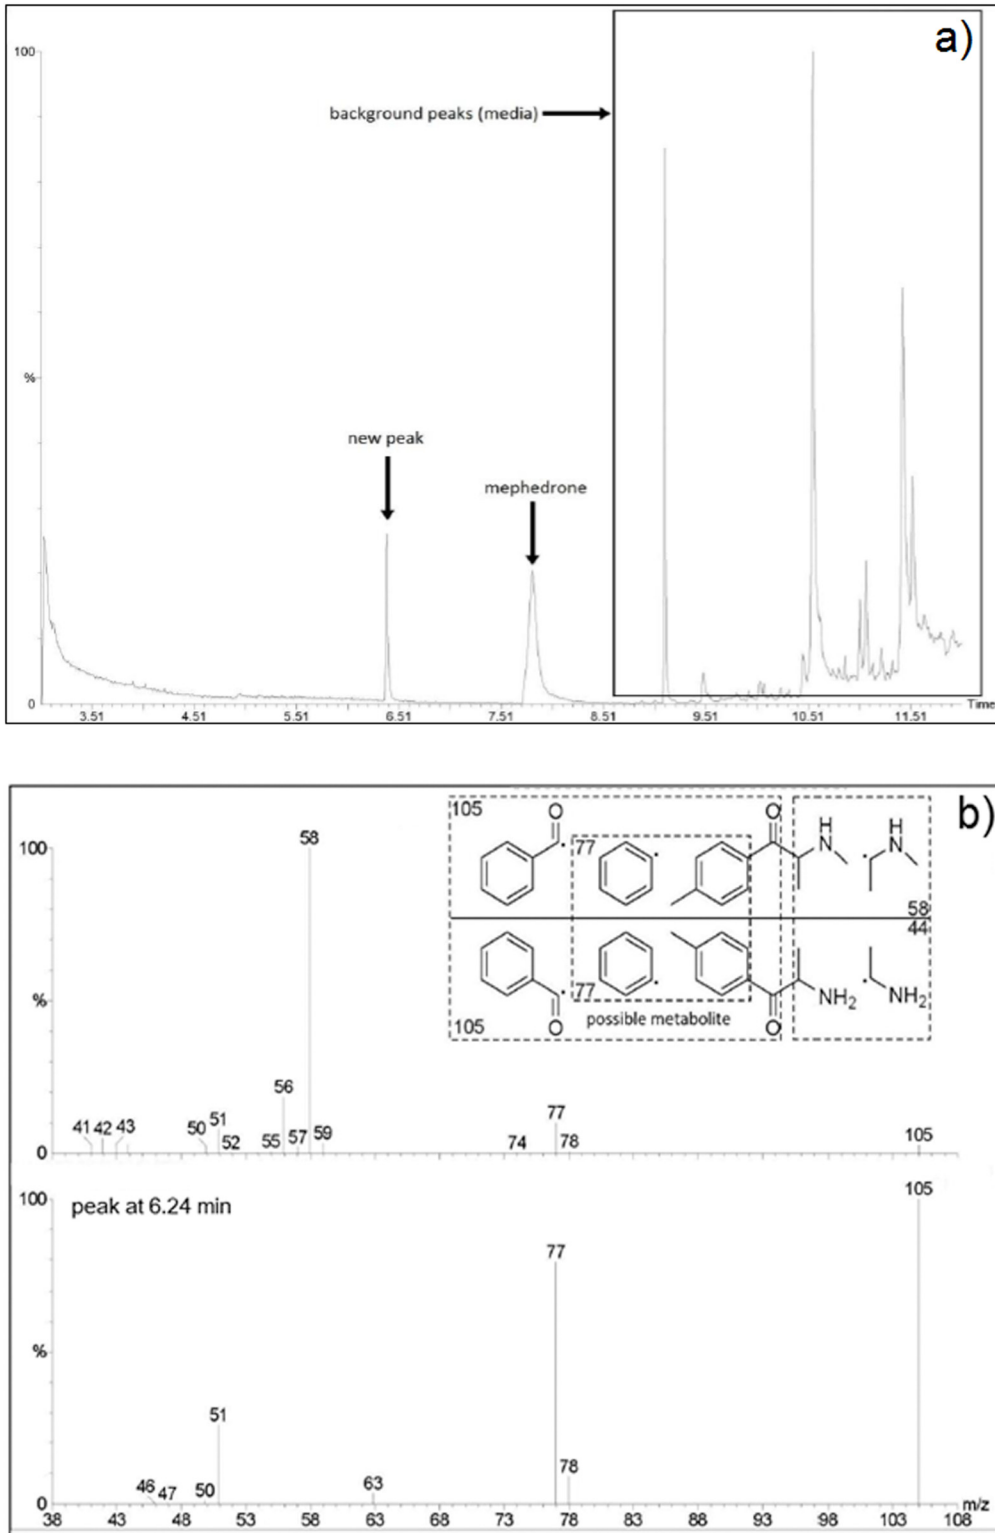 a)
100
background peaks (media)
%
new peak
mephedrone
0
3.51 4.51 5.51 6.51 7.51 8.51 9.51 10.51 11.51 Time
b)
105 O 77 O H N H N 58
44
105 O 77 possible metabolite O NH2 NH2
100
58
%
56
41 42 43 50 51 52 55 57 59 74 77 78 105
0
100
peak at 6.24 min
105
77
%
51
46 47 50 63 78
0
38 43 48 53 58 63 68 73 78 83 88 93 98 103 108 m/z